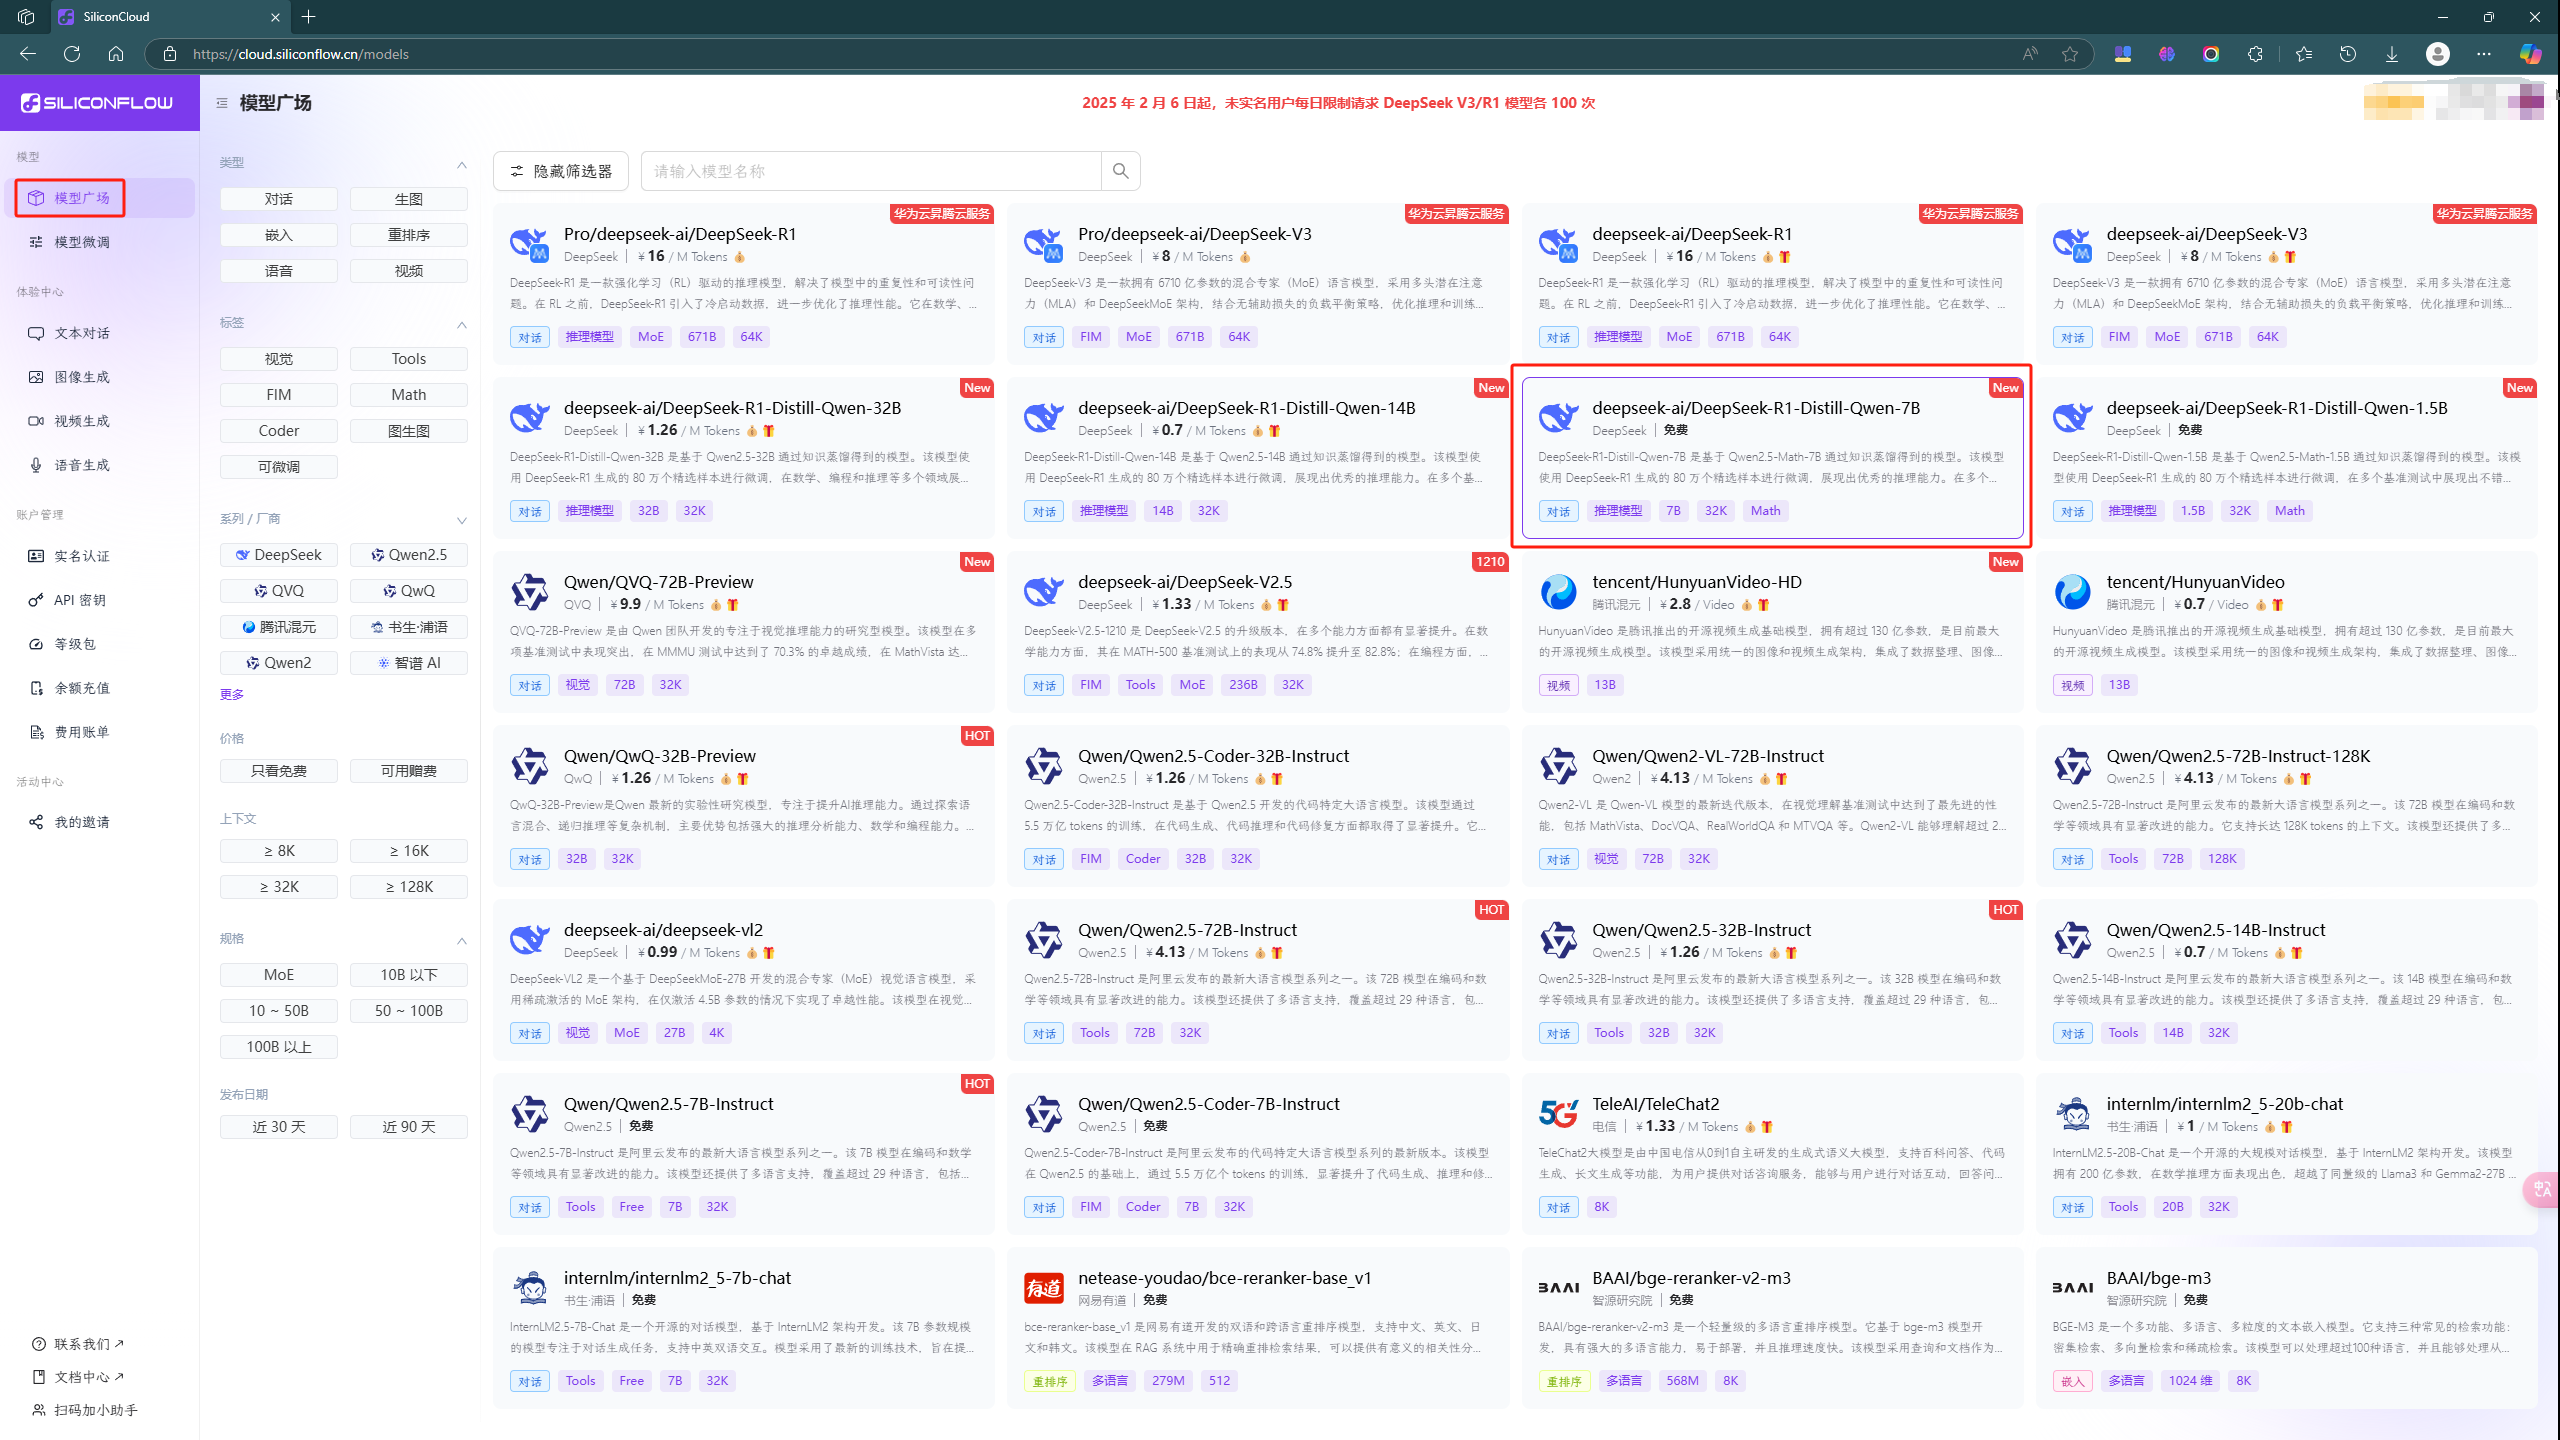 SiliconCloud
https://cloud.siliconflow.cn/models
SILICONFLOW
模型广场
2025 年 2 月 6 日起，未实名用户每日限制请求 DeepSeek V3/R1 模型各 100 次
模型
模型广场
模型微调
体验中心
文本对话
图像生成
视频生成
语音生成
账户管理
实名认证
API 密钥
等级包
余额充值
费用账单
活动中心
我的邀请
联系我们
文档中心
扫码加小助手
类型
对话 生图
嵌入 重排序
语音 视频
标签
视觉 Tools
FIM Math
Coder 图生图
可微调
系列 / 厂商
DeepSeek Qwen2.5
QVQ QwQ
腾讯混元 书生·浦语
Qwen2 智谱 AI
更多
价格
只看免费 可用赠费
上下文
≥ 8K ≥ 16K
≥ 32K ≥ 128K
规格
MoE 10B 以下
10 ~ 50B 50 ~ 100B
100B 以上
发布日期
近 30 天 近 90 天
隐藏筛选器 请输入模型名称
华为云昇腾云服务
Pro/deepseek-ai/DeepSeek-R1
DeepSeek | ￥16 / M Tokens
DeepSeek-R1 是一款强化学习（RL）驱动的推理模型，解决了模型中的重复性和可读性问
题。在 RL 之前，DeepSeek-R1 引入了冷启动数据，进一步优化了推理性能。它在数学、...
对话 推理模型 MoE 671B 64K
华为云昇腾云服务
Pro/deepseek-ai/DeepSeek-V3
DeepSeek | ￥8 / M Tokens
DeepSeek-V3 是一款拥有 6710 亿参数的混合专家（MoE）语言模型，采用多头潜在注意
力（MLA）和 DeepSeekMoE 架构，结合无辅助损失的负载平衡策略，优化推理和训练...
对话 FIM MoE 671B 64K
华为云昇腾云服务
deepseek-ai/DeepSeek-R1
DeepSeek | ￥16 / M Tokens
DeepSeek-R1 是一款强化学习（RL）驱动的推理模型，解决了模型中的重复性和可读性问
题。在 RL 之前，DeepSeek-R1 引入了冷启动数据，进一步优化了推理性能。它在数学、...
对话 推理模型 MoE 671B 64K
华为云昇腾云服务
deepseek-ai/DeepSeek-V3
DeepSeek | ￥8 / M Tokens
DeepSeek-V3 是一款拥有 6710 亿参数的混合专家（MoE）语言模型，采用多头潜在注意
力（MLA）和 DeepSeekMoE 架构，结合无辅助损失的负载平衡策略，优化推理和训练...
对话 FIM MoE 671B 64K
New
deepseek-ai/DeepSeek-R1-Distill-Qwen-32B
DeepSeek | ￥1.26 / M Tokens
DeepSeek-R1-Distill-Qwen-32B 是基于 Qwen2.5-32B 通过知识蒸馏得到的模型。该模型使
用 DeepSeek-R1 生成的 80 万个精选样本进行微调，在数学、编程和推理等多个领域展...
对话 推理模型 32B 32K
New
deepseek-ai/DeepSeek-R1-Distill-Qwen-14B
DeepSeek | ￥0.7 / M Tokens
DeepSeek-R1-Distill-Qwen-14B 是基于 Qwen2.5-14B 通过知识蒸馏得到的模型。该模型使
用 DeepSeek-R1 生成的 80 万个精选样本进行微调，展现出优秀的推理能力。在多个基...
对话 推理模型 14B 32K
New
deepseek-ai/DeepSeek-R1-Distill-Qwen-7B
DeepSeek | 免费
DeepSeek-R1-Distill-Qwen-7B 是基于 Qwen2.5-Math-7B 通过知识蒸馏得到的模型。该模型
使用 DeepSeek-R1 生成的 80 万个精选样本进行微调，展现出优秀的推理能力。在多个...
对话 推理模型 7B 32K Math
New
deepseek-ai/DeepSeek-R1-Distill-Qwen-1.5B
DeepSeek | 免费
DeepSeek-R1-Distill-Qwen-1.5B 是基于 Qwen2.5-Math-1.5B 通过知识蒸馏得到的模型。该模
型使用 DeepSeek-R1 生成的 80 万个精选样本进行微调，在多个基准测试中展现出不错...
对话 推理模型 1.5B 32K Math
New
Qwen/QVQ-72B-Preview
QVQ | ￥9.9 / M Tokens
QVQ-72B-Preview 是由 Qwen 团队开发的专注于视觉推理能力的研究型模型。该模型在多
项基准测试中表现突出，在 MMMU 测试中达到了 70.3% 的卓越成绩，在 MathVista 达...
对话 视觉 72B 32K
1210
deepseek-ai/DeepSeek-V2.5
DeepSeek | ￥1.33 / M Tokens
DeepSeek-V2.5-1210 是 DeepSeek-V2.5 的升级版本，在多个能力方面都有显著提升。在数
学能力方面，其在 MATH-500 基准测试上的表现从 74.8% 提升至 82.8%；在编程方面，...
对话 FIM Tools MoE 236B 32K
New
tencent/HunyuanVideo-HD
腾讯混元 | ￥2.8 / Video
HunyuanVideo 是腾讯推出的开源视频生成基础模型，拥有超过 130 亿参数，是目前最大
的开源视频生成模型。该模型采用统一的图像和视频生成架构，集成了数据整理、图像...
视频 13B
tencent/HunyuanVideo
腾讯混元 | ￥0.7 / Video
HunyuanVideo 是腾讯推出的开源视频生成基础模型，拥有超过 130 亿参数，是目前最大
的开源视频生成模型。该模型采用统一的图像和视频生成架构，集成了数据整理、图像...
视频 13B
HOT
Qwen/QwQ-32B-Preview
QwQ | ￥1.26 / M Tokens
QwQ-32B-Preview是Qwen 最新的实验性研究模型，专注于提升AI推理能力。通过探索语
言混合、递归推理等复杂机制，主要优势包括强大的推理分析能力、数学和编程能力。...
对话 32B 32K
Qwen/Qwen2.5-Coder-32B-Instruct
Qwen2.5 | ￥1.26 / M Tokens
Qwen2.5-Coder-32B-Instruct 是基于 Qwen2.5 开发的代码特定大语言模型。该模型通过
5.5 万亿 tokens 的训练，在代码生成、代码推理和代码修复方面都取得了显著提升。它...
对话 FIM Coder 32B 32K
Qwen/Qwen2-VL-72B-Instruct
Qwen2 | ￥4.13 / M Tokens
Qwen2-VL 是 Qwen-VL 模型的最新迭代版本，在视觉理解基准测试中达到了最先进的性
能，包括 MathVista、DocVQA、RealWorldQA 和 MTVQA 等。Qwen2-VL 能够理解超过 2...
对话 视觉 72B 32K
Qwen/Qwen2.5-72B-Instruct-128K
Qwen2.5 | ￥4.13 / M Tokens
Qwen2.5-72B-Instruct 是阿里云发布的最新大语言模型系列之一。该 72B 模型在编码和数
学等领域具有显著改进的能力。它支持长达 128K tokens 的上下文。该模型还提供了多...
对话 Tools 72B 128K
deepseek-ai/deepseek-vl2
DeepSeek | ￥0.99 / M Tokens
DeepSeek-VL2 是一个基于 DeepSeekMoE-27B 开发的混合专家（MoE）视觉语言模型，采
用稀疏激活的 MoE 架构，在仅激活 4.5B 参数的情况下实现了卓越性能。该模型在视觉...
对话 视觉 MoE 27B 4K
HOT
Qwen/Qwen2.5-72B-Instruct
Qwen2.5 | ￥4.13 / M Tokens
Qwen2.5-72B-Instruct 是阿里云发布的最新大语言模型系列之一。该 72B 模型在编码和数
学等领域具有显著改进的能力。该模型还提供了多语言支持，覆盖超过 29 种语言，包...
对话 Tools 72B 32K
HOT
Qwen/Qwen2.5-32B-Instruct
Qwen2.5 | ￥1.26 / M Tokens
Qwen2.5-32B-Instruct 是阿里云发布的最新大语言模型系列之一。该 32B 模型在编码和数
学等领域具有显著改进的能力。该模型还提供了多语言支持，覆盖超过 29 种语言，包...
对话 Tools 32B 32K
Qwen/Qwen2.5-14B-Instruct
Qwen2.5 | ￥0.7 / M Tokens
Qwen2.5-14B-Instruct 是阿里云发布的最新大语言模型系列之一。该 14B 模型在编码和数
学等领域具有显著改进的能力。该模型还提供了多语言支持，覆盖超过 29 种语言，包...
对话 Tools 14B 32K
HOT
Qwen/Qwen2.5-7B-Instruct
Qwen2.5 | 免费
Qwen2.5-7B-Instruct 是阿里云发布的最新大语言模型系列之一。该 7B 模型在编码和数学
等领域具有显著改进的能力。该模型还提供了多语言支持，覆盖超过 29 种语言，包括...
对话 Tools Free 7B 32K
Qwen/Qwen2.5-Coder-7B-Instruct
Qwen2.5 | 免费
Qwen2.5-Coder-7B-Instruct 是阿里云发布的代码特定大语言模型系列的最新版本。该模型
在 Qwen2.5 的基础上，通过 5.5 万亿个 tokens 的训练，显著提升了代码生成、推理和修...
对话 FIM Coder 7B 32K
5G
TeleAI/TeleChat2
电信 | ￥1.33 / M Tokens
TeleChat2大模型是由中国电信从0到1自主研发的生成式语义大模型，支持百科问答、代码
生成、长文生成等功能，为用户提供对话咨询服务，能够与用户进行对话互动，回答问...
对话 8K
internlm/internlm2_5-20b-chat
书生·浦语 | ￥1 / M Tokens
InternLM2.5-20B-Chat 是一个开源的大规模对话模型，基于 InternLM2 架构开发。该模型
拥有 200 亿参数，在数学推理方面表现出色，超越了同量级的 Llama3 和 Gemma2-27B ...
对话 Tools 20B 32K
internlm/internlm2_5-7b-chat
书生·浦语 | 免费
InternLM2.5-7B-Chat 是一个开源的对话模型，基于 InternLM2 架构开发。该 7B 参数规模
的模型专注于对话生成任务，支持中英双语交互。模型采用了最新的训练技术，旨在提...
对话 Tools Free 7B 32K
有道
netease-youdao/bce-reranker-base_v1
网易有道 | 免费
bce-reranker-base_v1 是网易有道开发的双语和跨语言重排序模型，支持中文、英文、日
文和韩文。该模型在 RAG 系统中用于精确重排检索结果，可以提供有意义的相关性分...
重排序 多语言 279M 512
BAAI
BAAI/bge-reranker-v2-m3
智源研究院 | 免费
BAAI/bge-reranker-v2-m3 是一个轻量级的多语言重排序模型。它基于 bge-m3 模型开
发，具有强大的多语言能力，易于部署，并且推理速度快。该模型采用查询和文档作为...
重排序 多语言 568M 8K
BAAI
BAAI/bge-m3
智源研究院 | 免费
BGE-M3 是一个多功能、多语言、多粒度的文本嵌入模型。它支持三种常见的检索功能：
密集检索、多向量检索和稀疏检索。该模型可以处理超过100种语言，并且能够处理从...
嵌入 多语言 1024 维 8K